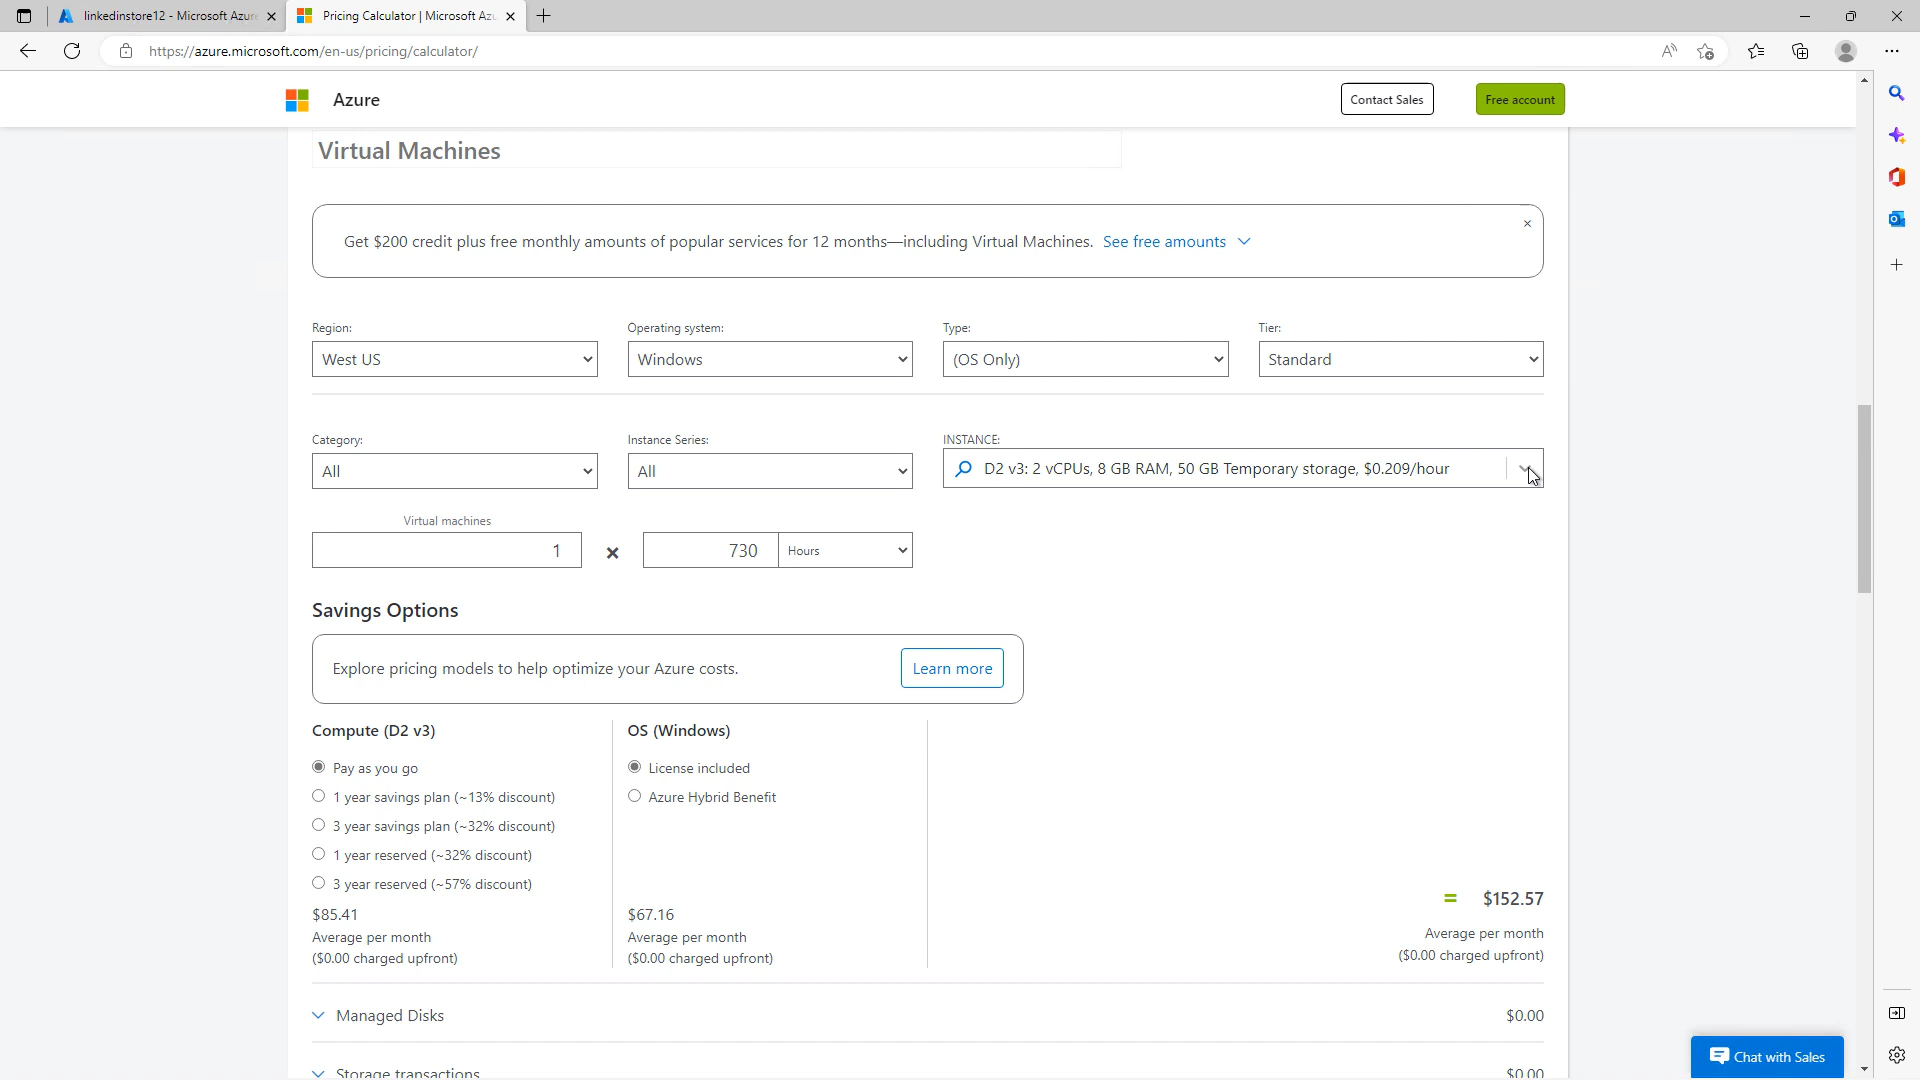 linkedinstore12 - Microsoft Azure
Pricing Calculator | Microsoft Az
https://azure.microsoft.com/en-us/pricing/calculator/
Azure
Contact Sales
Free account
Virtual Machines
Get $200 credit plus free monthly amounts of popular services for 12 months—including Virtual Machines. See free amounts
Region:
Operating system:
Type:
Tier:
West US
Windows
(OS Only)
Standard
Category:
Instance Series:
INSTANCE:
All
All
D2 v3: 2 vCPUs, 8 GB RAM, 50 GB Temporary storage, $0.209/hour
Virtual machines
1
730
Hours
Savings Options
Explore pricing models to help optimize your Azure costs.
Learn more
Compute (D2 v3)
Pay as you go
1 year savings plan (~13% discount)
3 year savings plan (~32% discount)
1 year reserved (~32% discount)
3 year reserved (~57% discount)
$85.41
Average per month
($0.00 charged upfront)
OS (Windows)
License included
Azure Hybrid Benefit
$67.16
Average per month
($0.00 charged upfront)
= $152.57
Average per month
($0.00 charged upfront)
Managed Disks
$0.00
Storage transactions
$0.00
Chat with Sales